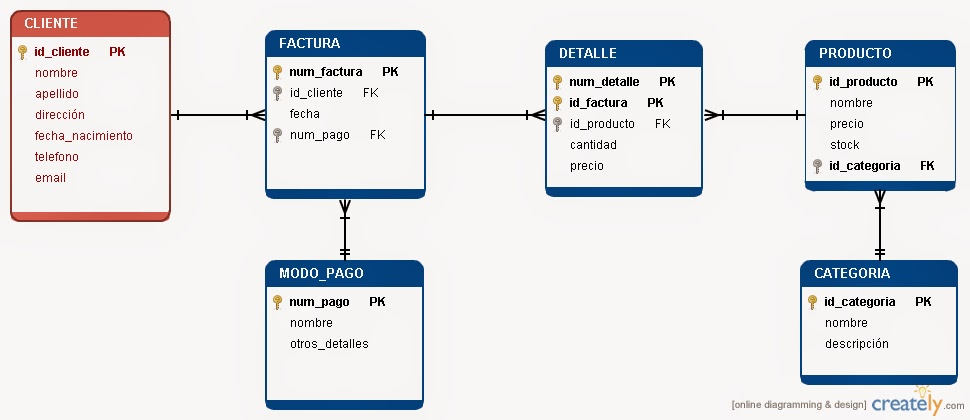 CLIENTE
id_cliente PK
nombre
apellido
dirección
fecha_nacimiento
telefono
email
FACTURA
num_factura PK
id_cliente FK
fecha
num_pago FK
DETALLE
num_detalle PK
id_factura PK
id_producto FK
cantidad
precio
PRODUCTO
id_producto PK
nombre
precio
stock
id_categoria FK
MODO_PAGO
num_pago PK
nombre
otros_detalles
CATEGORIA
id_categoria PK
nombre
descripción
[online diagramming & design] creately.com